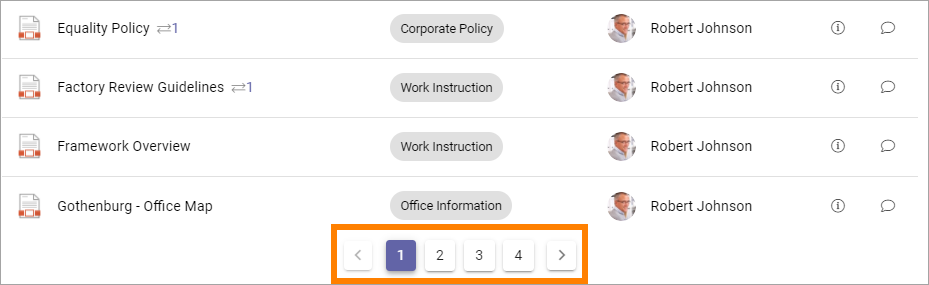 Equality Policy ⇄1 Corporate Policy Robert Johnson
Factory Review Guidelines ⇄1 Work Instruction Robert Johnson
Framework Overview Work Instruction Robert Johnson
Gothenburg - Office Map Office Information Robert Johnson
< 1 2 3 4 >